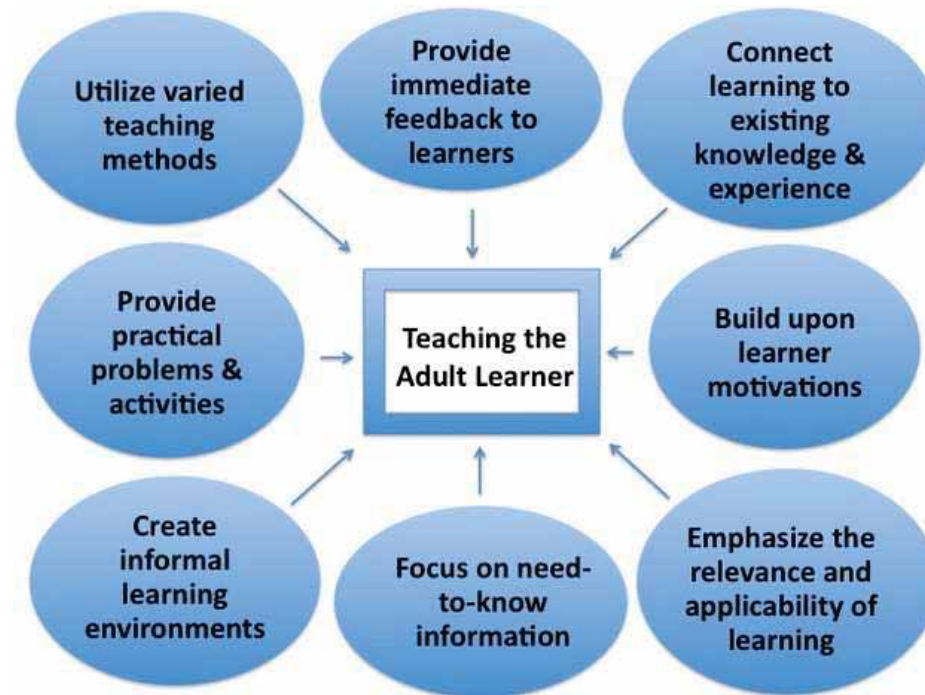 Utilize varied
teaching
methods
Provide
immediate
feedback to
learners
Connect
learning to
existing
knowledge &
experience
Provide
practical
problems &
activities
Teaching the
Adult Learner
Build upon
learner
motivations
Create
informal
learning
environments
Focus on need-
to-know
information
Emphasize the
relevance and
applicability of
learning